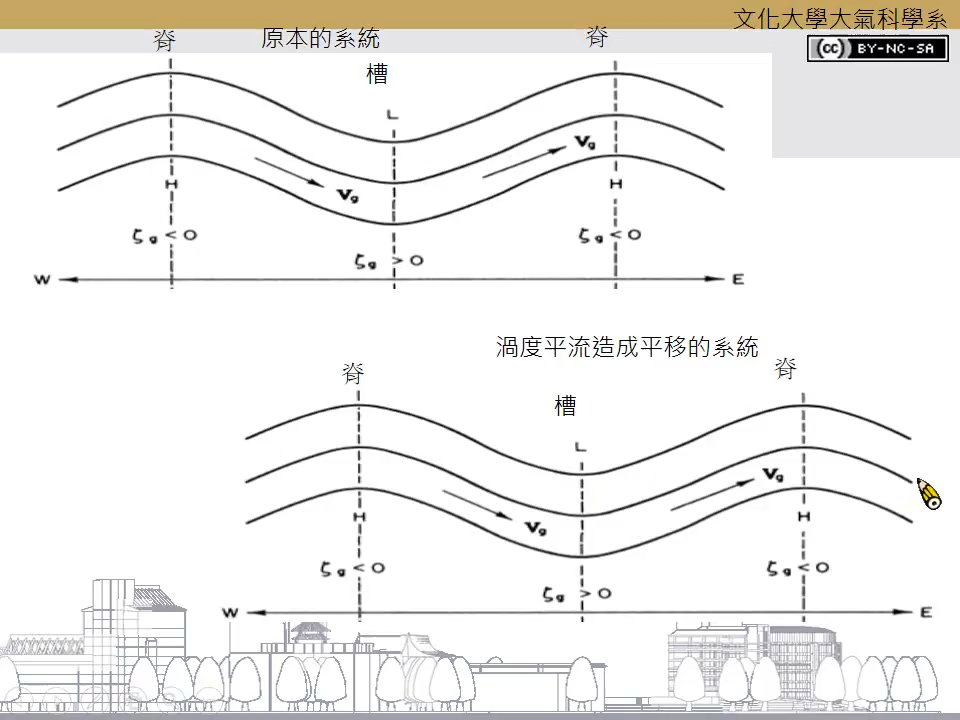 文化大學大氣科學系
CC BY-NC-SA
脊
原本的系統
脊
槽
L
Vg
H
Vg
H
ζg < 0
ζg > 0
ζg < 0
W
E
渦度平流造成平移的系統
脊
脊
槽
L
Vg
H
Vg
H
ζg < 0
ζg > 0
ζg < 0
W
E